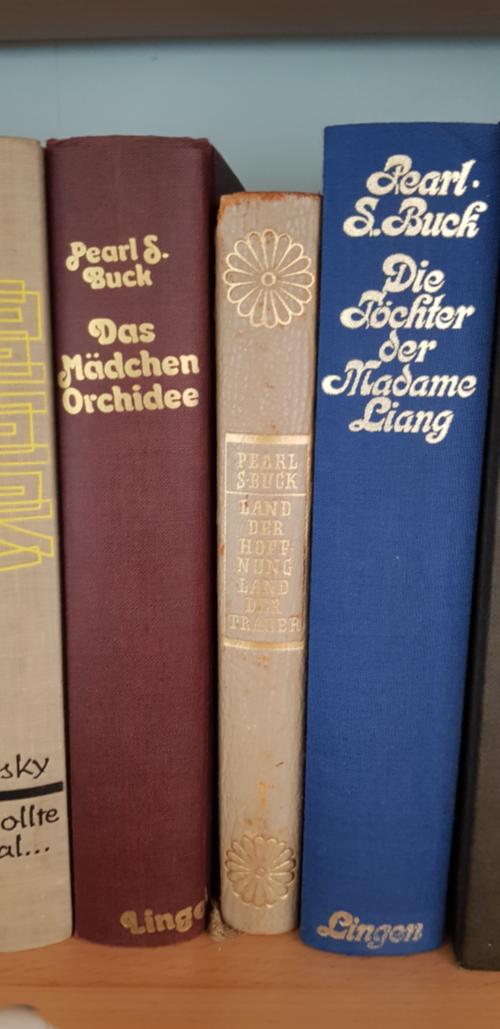 sky
ollte
al...
Pearl S.
Buck
Das
Mädchen
Orchidee
Linge
PEARL
S·BUCK
LAND
DER
HOFF-
NUNG
LAND
DER
TRAUER
Pearl·
S. Buck
Die
Töchter
der
Madame
Liang
Lingen